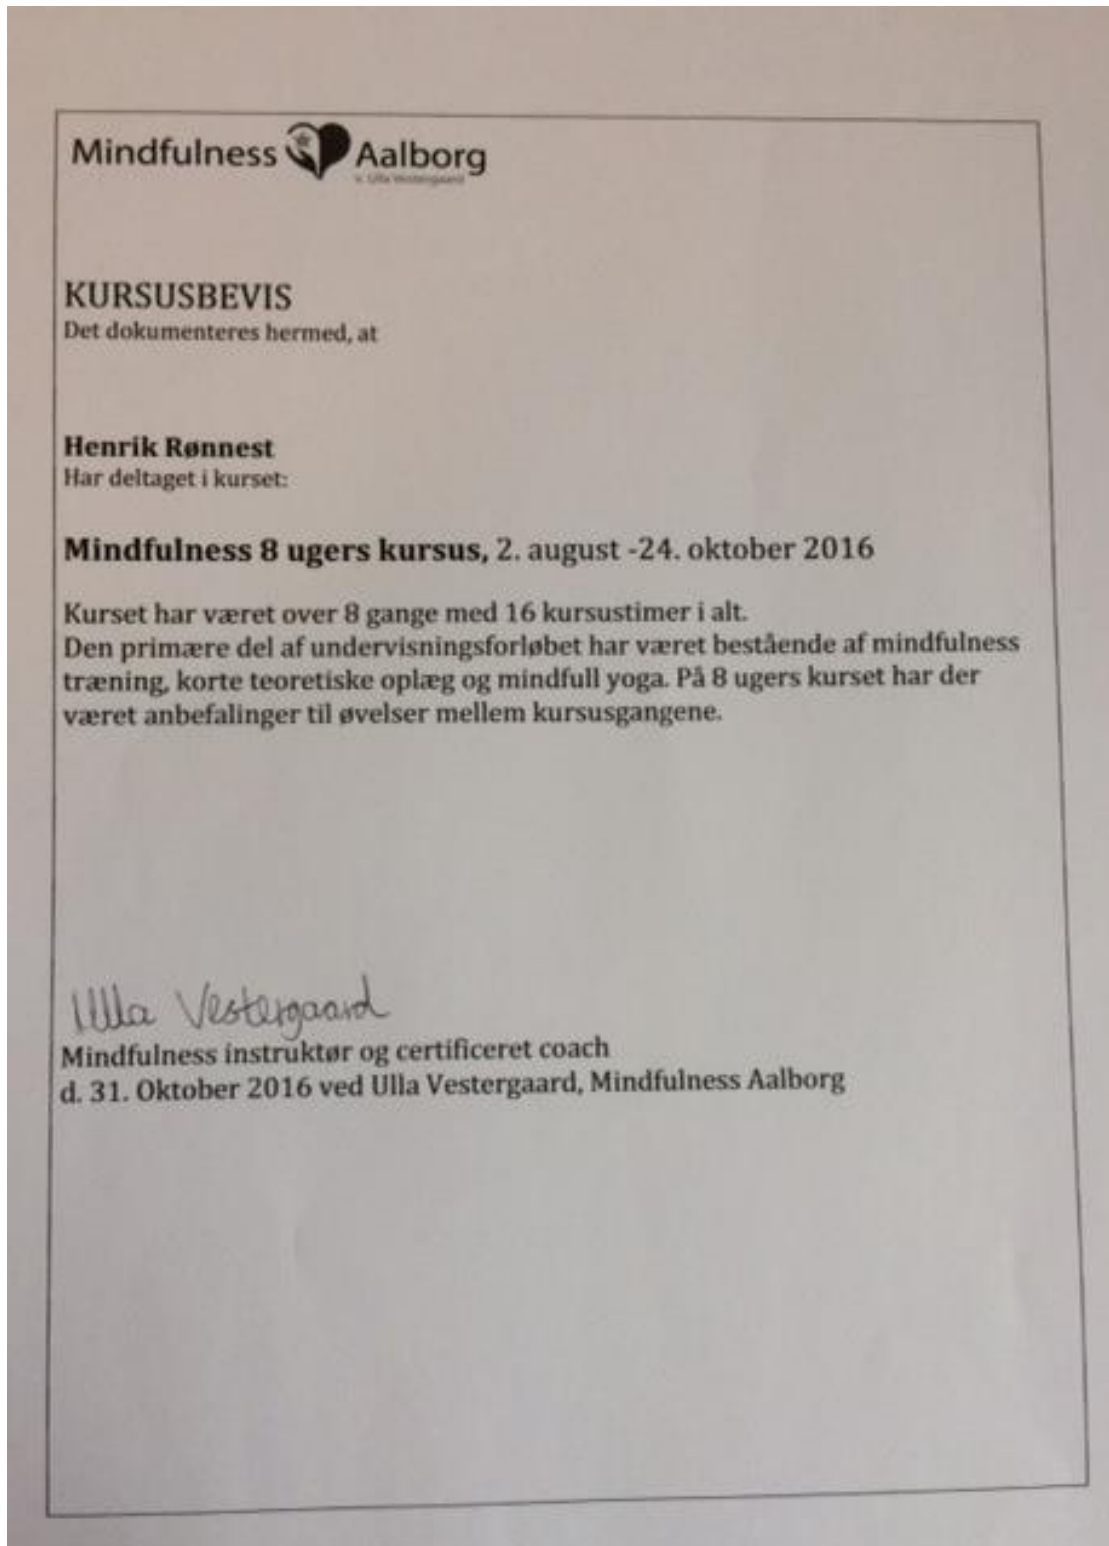 Mindfulness Aalborg
v. Ulla Vestergaard
KURSUSBEVIS
Det dokumenteres hermed, at
Henrik Rønnest
Har deltaget i kurset:
Mindfulness 8 ugers kursus, 2. august -24. oktober 2016
Kurset har været over 8 gange med 16 kursustimer i alt.
Den primære del af undervisningsforløbet har været bestående af mindfulness
træning, korte teoretiske oplæg og mindfull yoga. På 8 ugers kurset har der
været anbefalinger til øvelser mellem kursusgangene.
Ulla Vestergaard
Mindfulness instruktør og certificeret coach
d. 31. Oktober 2016 ved Ulla Vestergaard, Mindfulness Aalborg